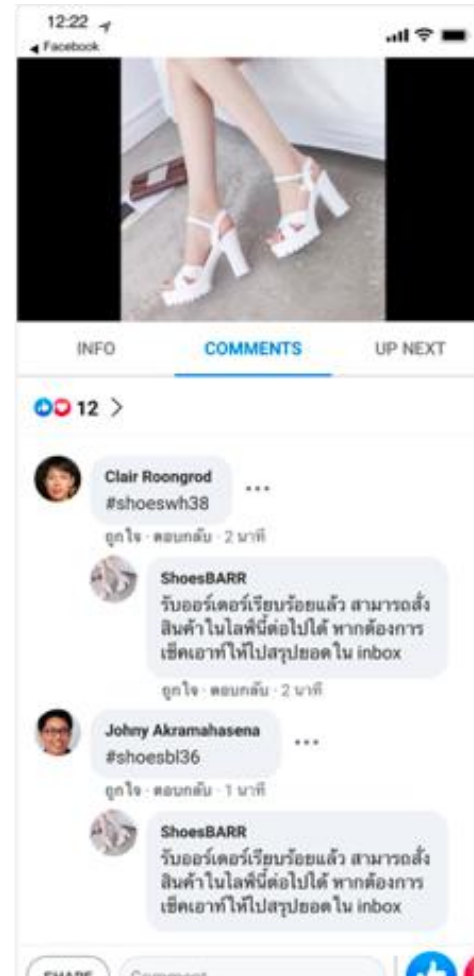 12:22
Facebook
INFO COMMENTS UP NEXT
12
Clair Roongrod
#shoeswh38
ถูกใจ · ตอบกลับ · 2 นาที
ShoesBARR
รับออร์เดอร์เรียบร้อยแล้ว สามารถสั่ง
สินค้าในไลฟ์นี้ต่อไปได้ หากต้องการ
เช็คเอาท์ให้ไปสรุปยอดใน inbox
ถูกใจ · ตอบกลับ · 2 นาที
Johny Akramahasena
#shoesbl36
ถูกใจ · ตอบกลับ · 1 นาที
ShoesBARR
รับออร์เดอร์เรียบร้อยแล้ว สามารถสั่ง
สินค้าในไลฟ์นี้ต่อไปได้ หากต้องการ
เช็คเอาท์ให้ไปสรุปยอดใน inbox
SHARE Comment